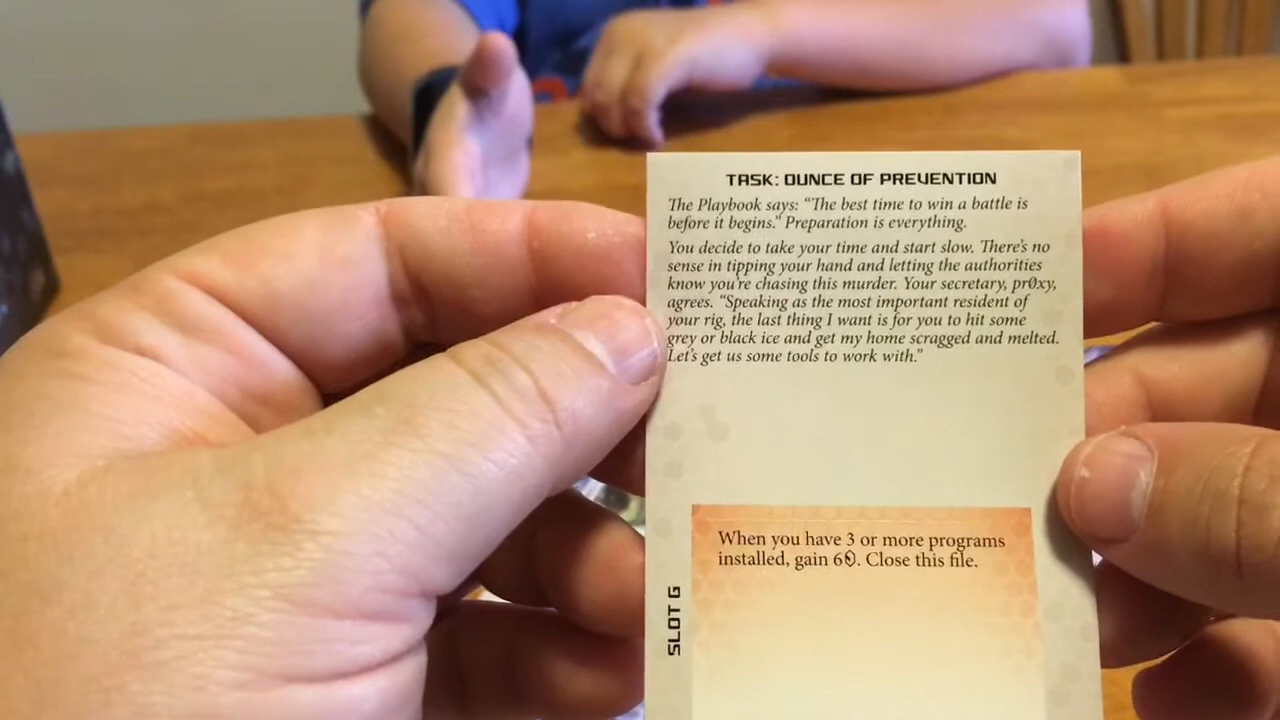 TASK: OUNCE OF PREVENTION
The Playbook says: “The best time to win a battle is
before it begins.” Preparation is everything.
You decide to take your time and start slow. There’s no
sense in tipping your hand and letting the authorities
know you’re chasing this murder. Your secretary, pr0xy,
agrees. “Speaking as the most important resident of
your rig, the last thing I want is for you to hit some
grey or black ice and get my home scragged and melted.
Let’s get us some tools to work with.”
When you have 3 or more programs
installed, gain 6. Close this file.
SLOT G